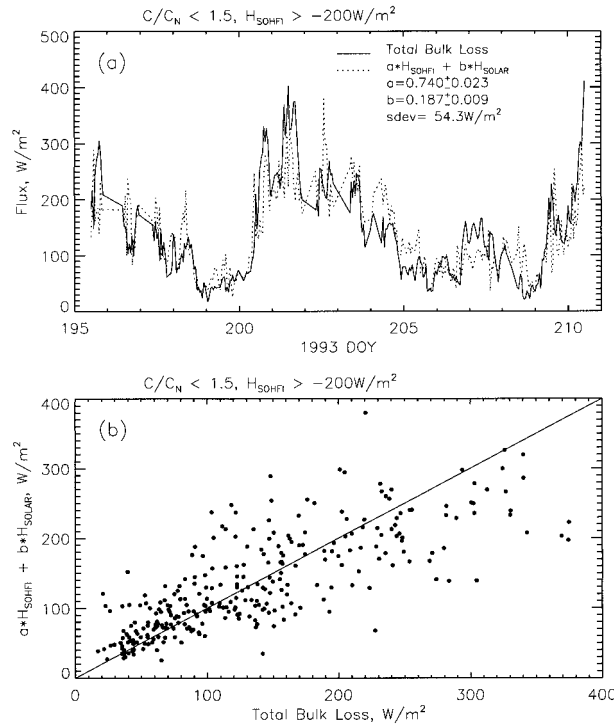 C/C_N < 1.5, H_SOHFI > −200W/m²
500
400
300
200
100
0
Flux, W/m²
(a)
Total Bulk Loss
a*H_SOHFI + b*H_SOLAR
a=0.740±0.023
b=0.187±0.009
sdev= 54.3W/m²
195 200 205 210
1993 DOY
C/C_N < 1.5, H_SOHFI > −200W/m²
400
300
200
100
0
a*H_SOHFI + b*H_SOLAR, W/m²
(b)
0 100 200 300 400
Total Bulk Loss, W/m²